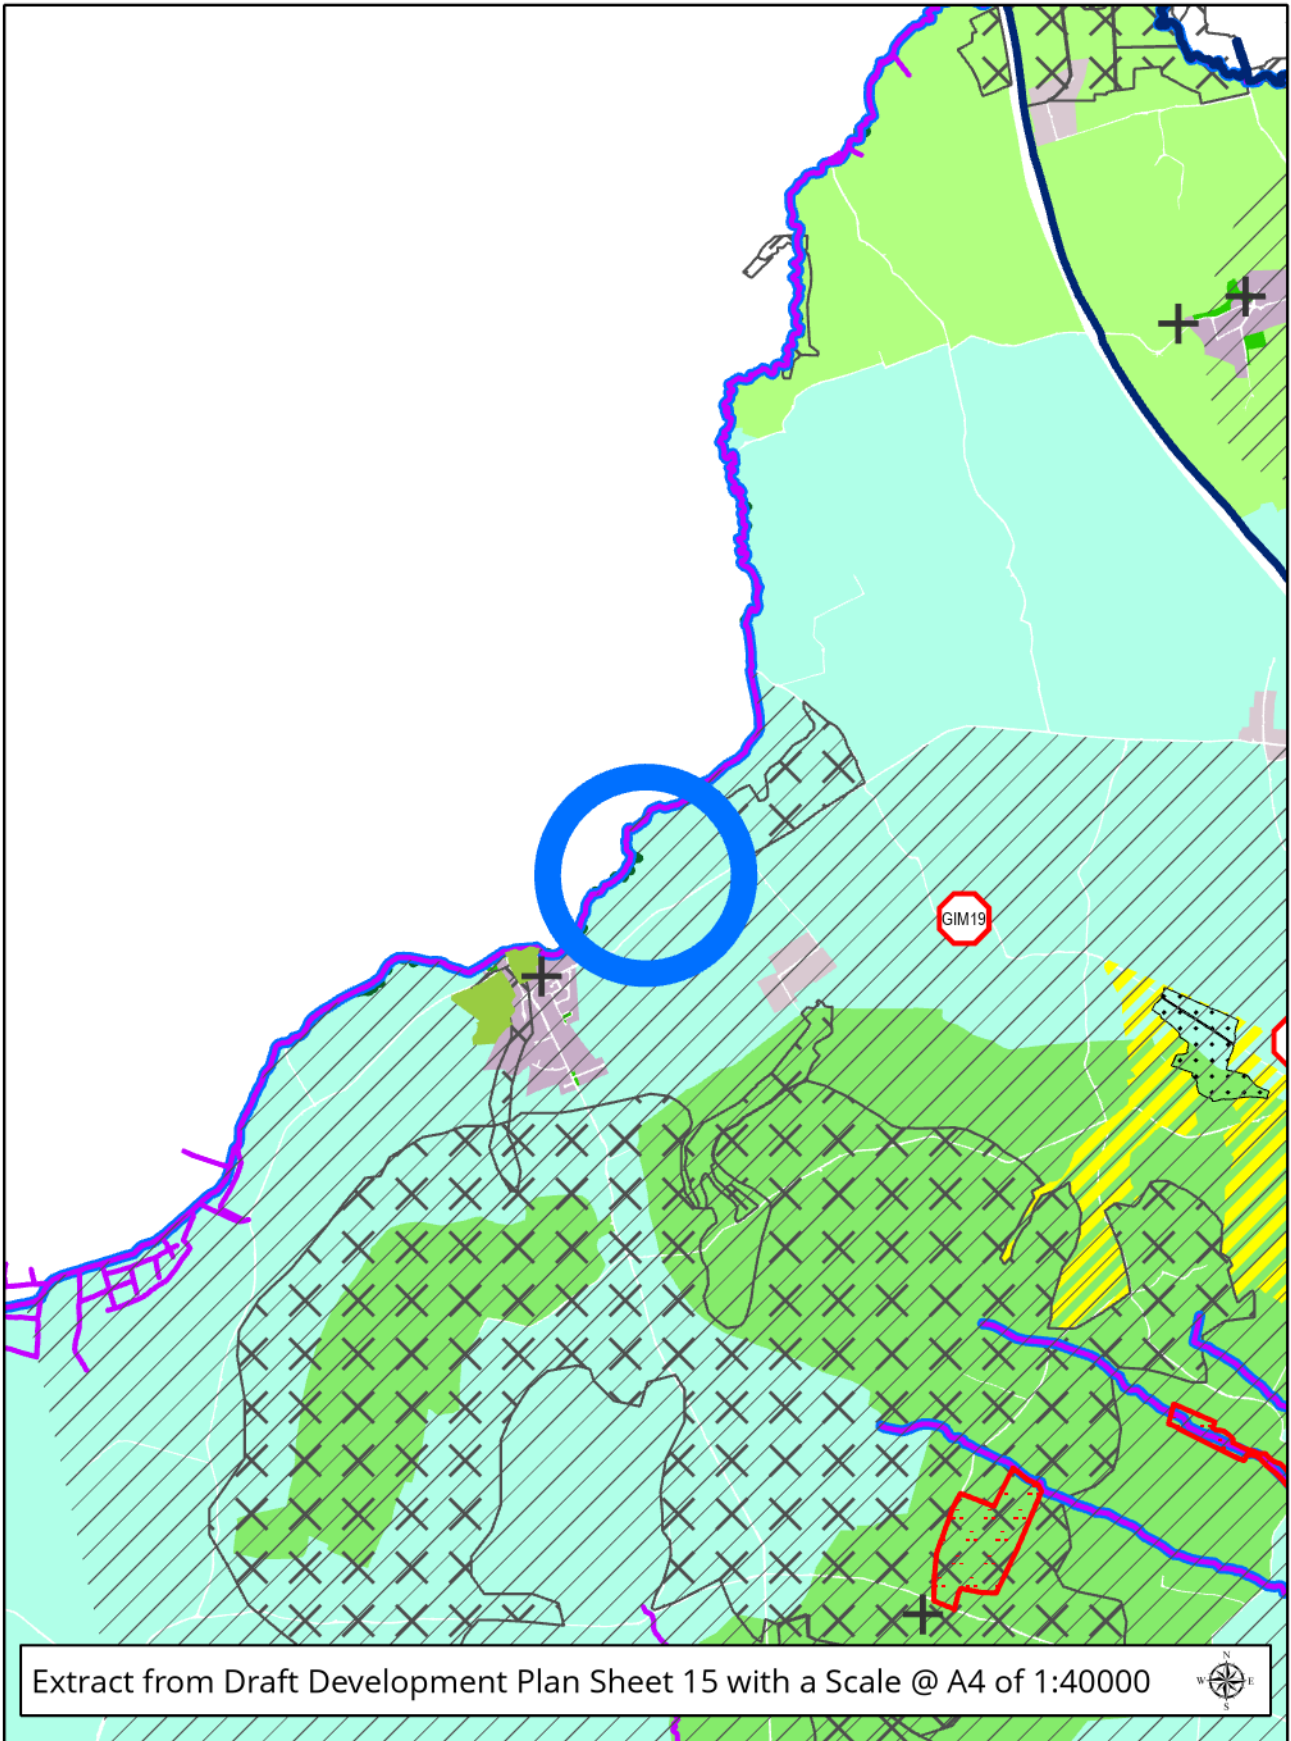 GIM19
Extract from Draft Development Plan Sheet 15 with a Scale @ A4 of 1:40000
N
W E
S